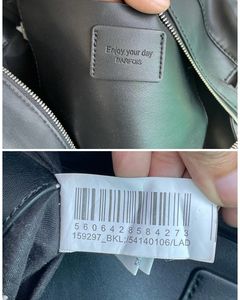 Enjoy your day
PARFOIS
5606428584273
159297_BKL:/54140106/LAD